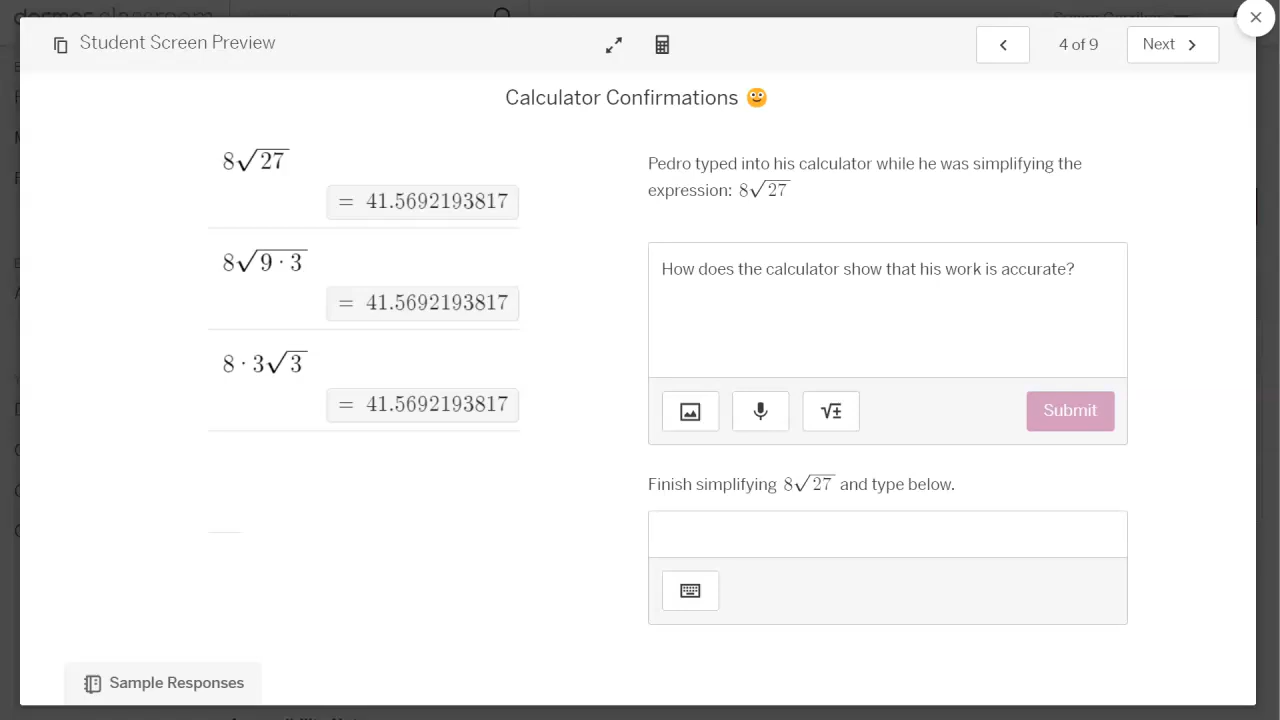 Student Screen Preview
4 of 9
Next
Calculator Confirmations
8√27
= 41.5692193817
8√9 · 3
= 41.5692193817
8 · 3√3
= 41.5692193817
Pedro typed into his calculator while he was simplifying the
expression: 8√27
How does the calculator show that his work is accurate?
√±
Submit
Finish simplifying 8√27 and type below.
Sample Responses